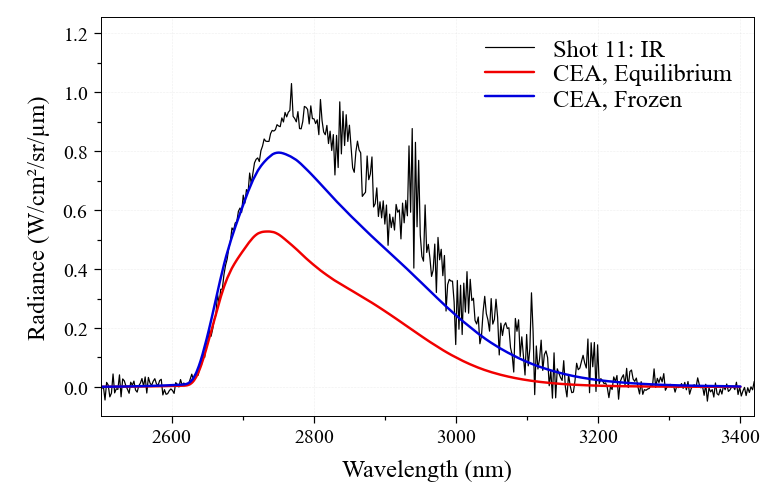 1.2
1.0
0.8
0.6
0.4
0.2
0.0
Radiance (W/cm²/sr/µm)
Shot 11: IR
CEA, Equilibrium
CEA, Frozen
2600 2800 3000 3200 3400
Wavelength (nm)